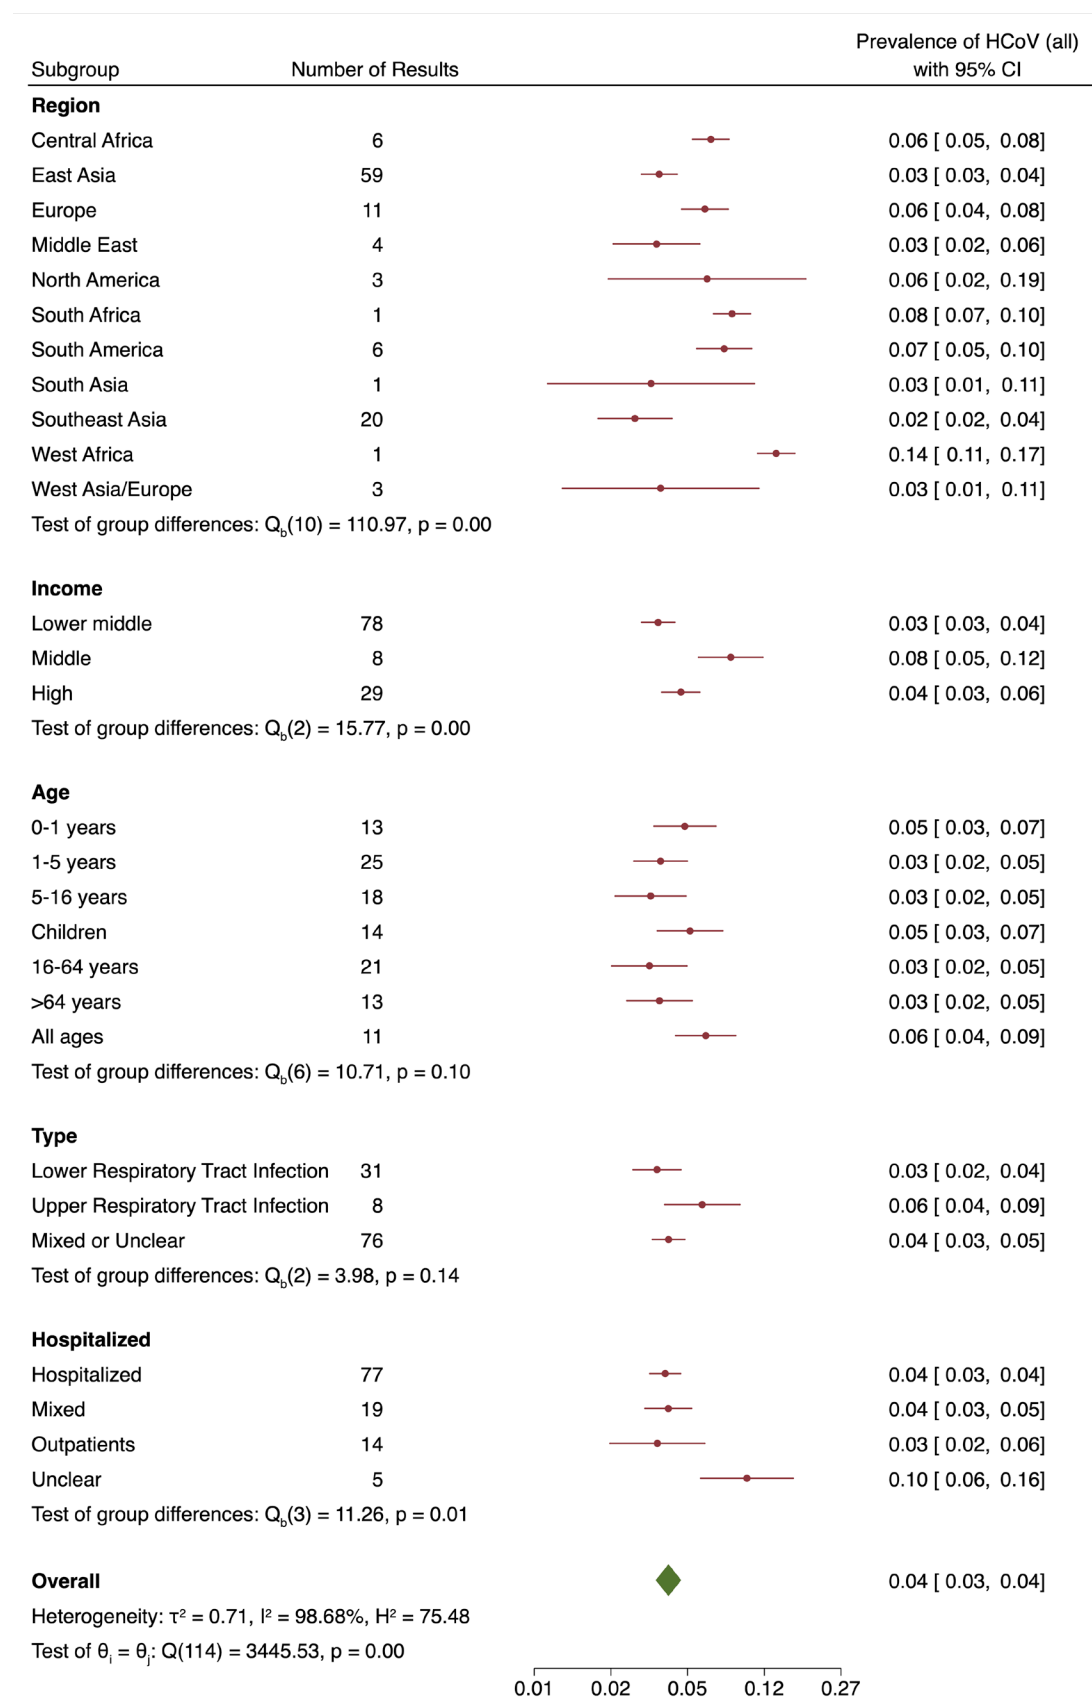 Prevalence of HCoV (all)
Subgroup Number of Results with 95% CI
Region
Central Africa 6 0.06 [ 0.05, 0.08]
East Asia 59 0.03 [ 0.03, 0.04]
Europe 11 0.06 [ 0.04, 0.08]
Middle East 4 0.03 [ 0.02, 0.06]
North America 3 0.06 [ 0.02, 0.19]
South Africa 1 0.08 [ 0.07, 0.10]
South America 6 0.07 [ 0.05, 0.10]
South Asia 1 0.03 [ 0.01, 0.11]
Southeast Asia 20 0.02 [ 0.02, 0.04]
West Africa 1 0.14 [ 0.11, 0.17]
West Asia/Europe 3 0.03 [ 0.01, 0.11]
Test of group differences: Qb(10) = 110.97, p = 0.00
Income
Lower middle 78 0.03 [ 0.03, 0.04]
Middle 8 0.08 [ 0.05, 0.12]
High 29 0.04 [ 0.03, 0.06]
Test of group differences: Qb(2) = 15.77, p = 0.00
Age
0-1 years 13 0.05 [ 0.03, 0.07]
1-5 years 25 0.03 [ 0.02, 0.05]
5-16 years 18 0.03 [ 0.02, 0.05]
Children 14 0.05 [ 0.03, 0.07]
16-64 years 21 0.03 [ 0.02, 0.05]
>64 years 13 0.03 [ 0.02, 0.05]
All ages 11 0.06 [ 0.04, 0.09]
Test of group differences: Qb(6) = 10.71, p = 0.10
Type
Lower Respiratory Tract Infection 31 0.03 [ 0.02, 0.04]
Upper Respiratory Tract Infection 8 0.06 [ 0.04, 0.09]
Mixed or Unclear 76 0.04 [ 0.03, 0.05]
Test of group differences: Qb(2) = 3.98, p = 0.14
Hospitalized
Hospitalized 77 0.04 [ 0.03, 0.04]
Mixed 19 0.04 [ 0.03, 0.05]
Outpatients 14 0.03 [ 0.02, 0.06]
Unclear 5 0.10 [ 0.06, 0.16]
Test of group differences: Qb(3) = 11.26, p = 0.01
Overall 0.04 [ 0.03, 0.04]
Heterogeneity: τ² = 0.71, I² = 98.68%, H² = 75.48
Test of θi = θj: Q(114) = 3445.53, p = 0.00
0.01 0.02 0.05 0.12 0.27